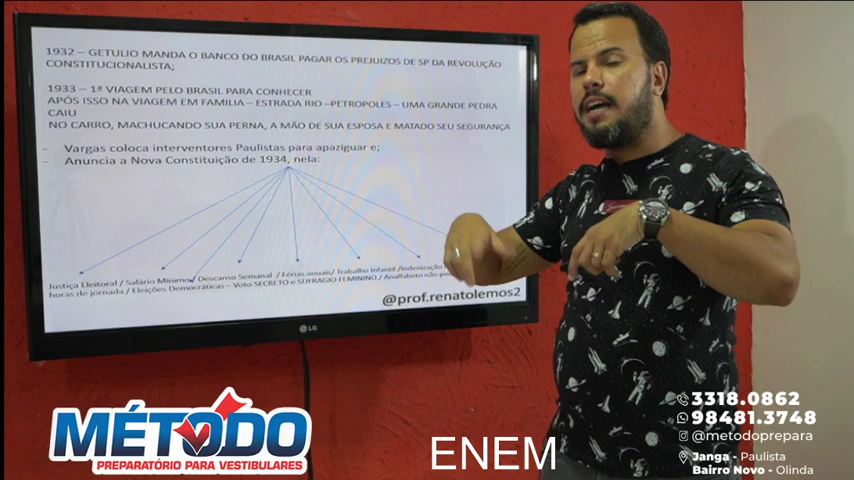 1932 – GETULIO MANDA O BANCO DO BRASIL PAGAR OS PREJUIZOS DE SP DA REVOLUÇÃO
CONSTITUCIONALISTA;
1933 – 1ª VIAGEM PELO BRASIL PARA CONHECER
APÓS ISSO NA VIAGEM EM FAMILIA – ESTRADA RIO –PETROPOLES – UMA GRANDE PEDRA
CAIU
NO CARRO, MACHUCANDO SUA PERNA, A MÃO DE SUA ESPOSA E MATADO SEU SEGURANÇA
- Vargas coloca interventores Paulistas para apaziguar e;
- Anuncia a Nova Constituição de 1934, nela:
Justiça Eleitoral / Salário Mínimo / Descanso Semanal / Férias anuais/ Trabalho Infantil /Indenização
horas de jornada / Eleições Democráticas – Voto SECRETO e SUFRAGIO FEMININO / Analfabeto não
@prof.renatolemos2
LG
MÉTODO
PREPARATÓRIO PARA VESTIBULARES
ENEM
3318.0862
98481.3748
@metodoprepara
Janga - Paulista
Bairro Novo - Olinda